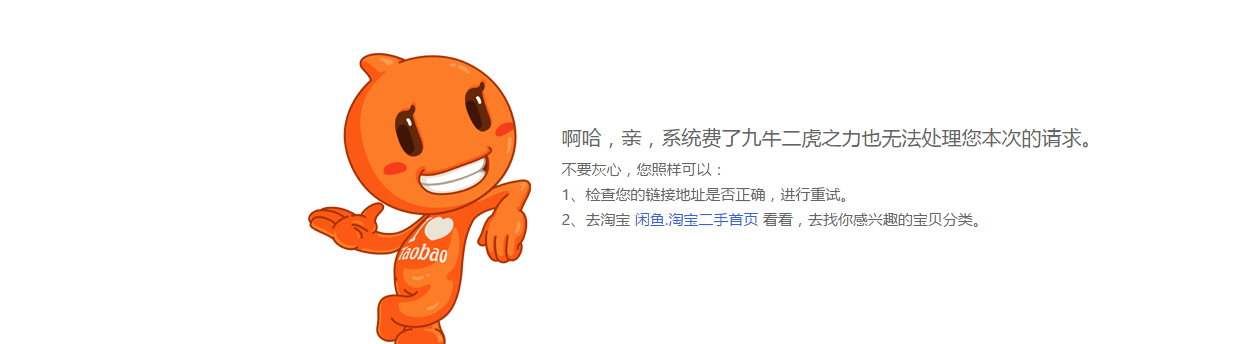 啊哈，亲，系统费了九牛二虎之力也无法处理您本次的请求。
不要灰心，您照样可以：
1、检查您的链接地址是否正确，进行重试。
2、去淘宝 闲鱼.淘宝二手首页 看看，去找你感兴趣的宝贝分类。
Taobao